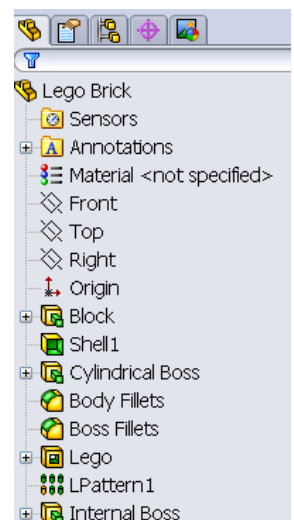 Lego Brick
Sensors
A Annotations
Material <not specified>
Front
Top
Right
Origin
Block
Shell1
Cylindrical Boss
Body Fillets
Boss Fillets
Lego
LPattern1
Internal Boss